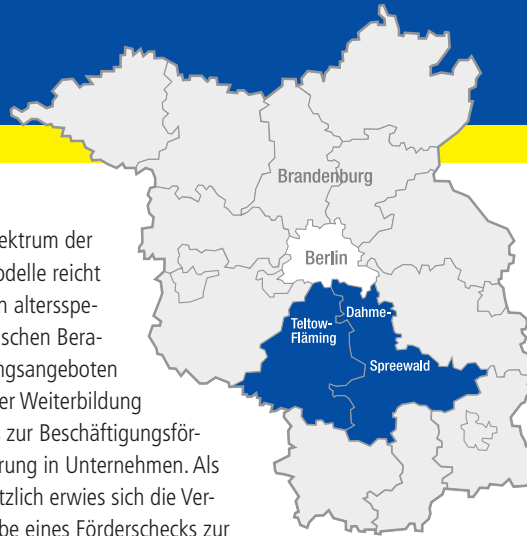 Brandenburg
Berlin
Teltow-
Fläming
Dahme-
Spreewald
ektrum der
odelle reicht
n altersspe-
ischen Bera-
ngsangeboten
er Weiterbildung
s zur Beschäftigungsför-
rung in Unternehmen. Als
tzlich erwies sich die Ver-
be eines Förderschecks zur